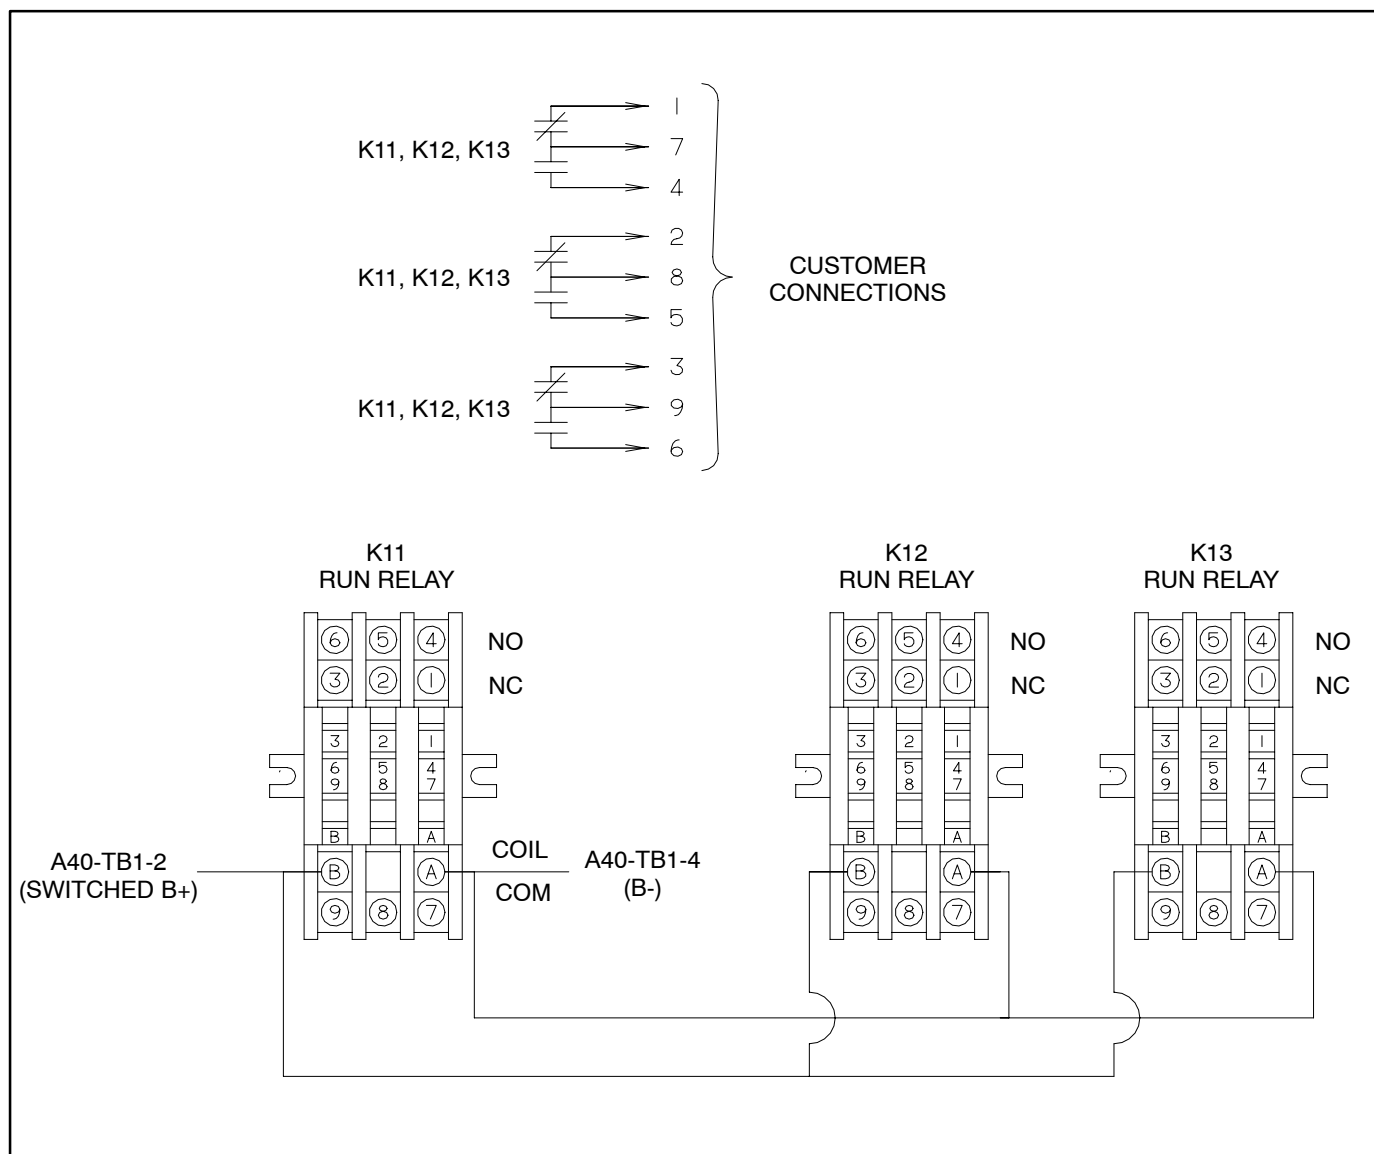 1
K11, K12, K13
7
4
2
K11, K12, K13
8
5
3
K11, K12, K13
9
6
CUSTOMER
CONNECTIONS
K11
RUN RELAY
6 5 4 NO
3 2 1 NC
3 2 1
6 5 4
9 8 7
B A
A40-TB1-2
(SWITCHED B+)
B A
9 8 7
COIL
COM
A40-TB1-4
(B-)
K12
RUN RELAY
6 5 4 NO
3 2 1 NC
3 2 1
6 5 4
9 8 7
B A
B A
9 8 7
K13
RUN RELAY
6 5 4 NO
3 2 1 NC
3 2 1
6 5 4
9 8 7
B A
B A
9 8 7